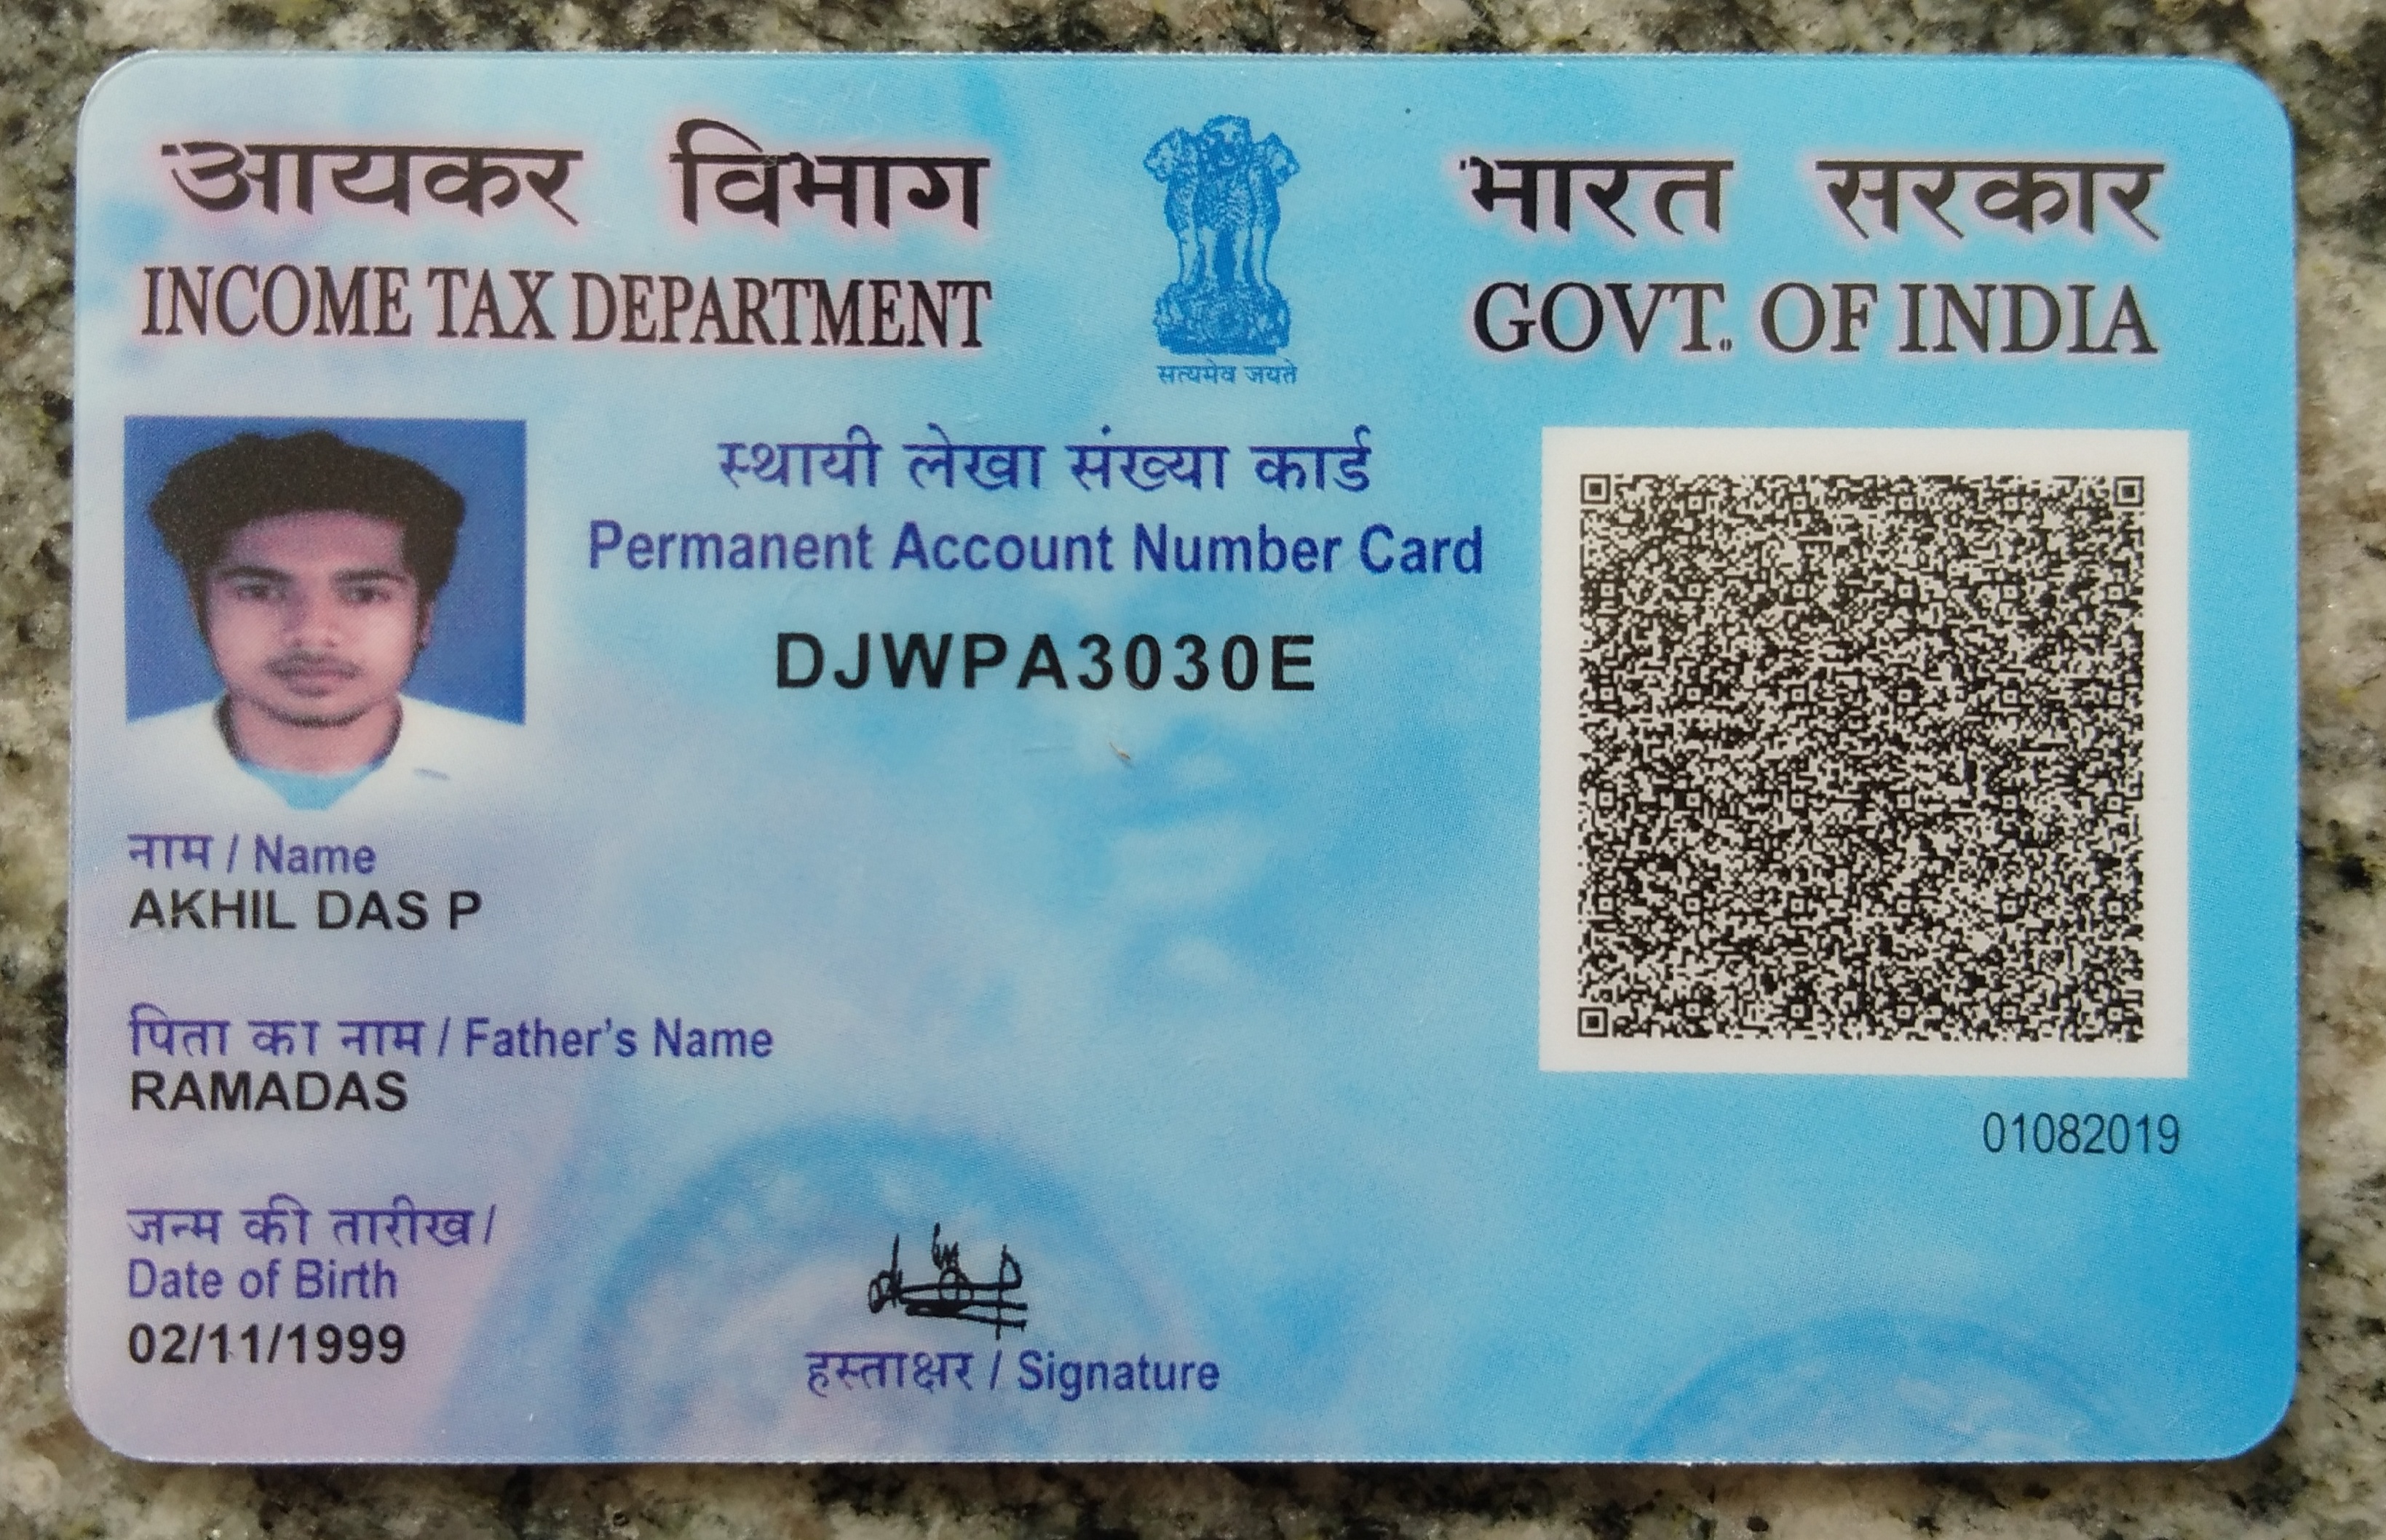 आयकर विभाग
INCOME TAX DEPARTMENT
सत्यमेव जयते
भारत सरकार
GOVT. OF INDIA
स्थायी लेखा संख्या कार्ड
Permanent Account Number Card
DJWPA3030E
नाम / Name
AKHIL DAS P
पिता का नाम / Father's Name
RAMADAS
01082019
जन्म की तारीख /
Date of Birth
02/11/1999
हस्ताक्षर / Signature